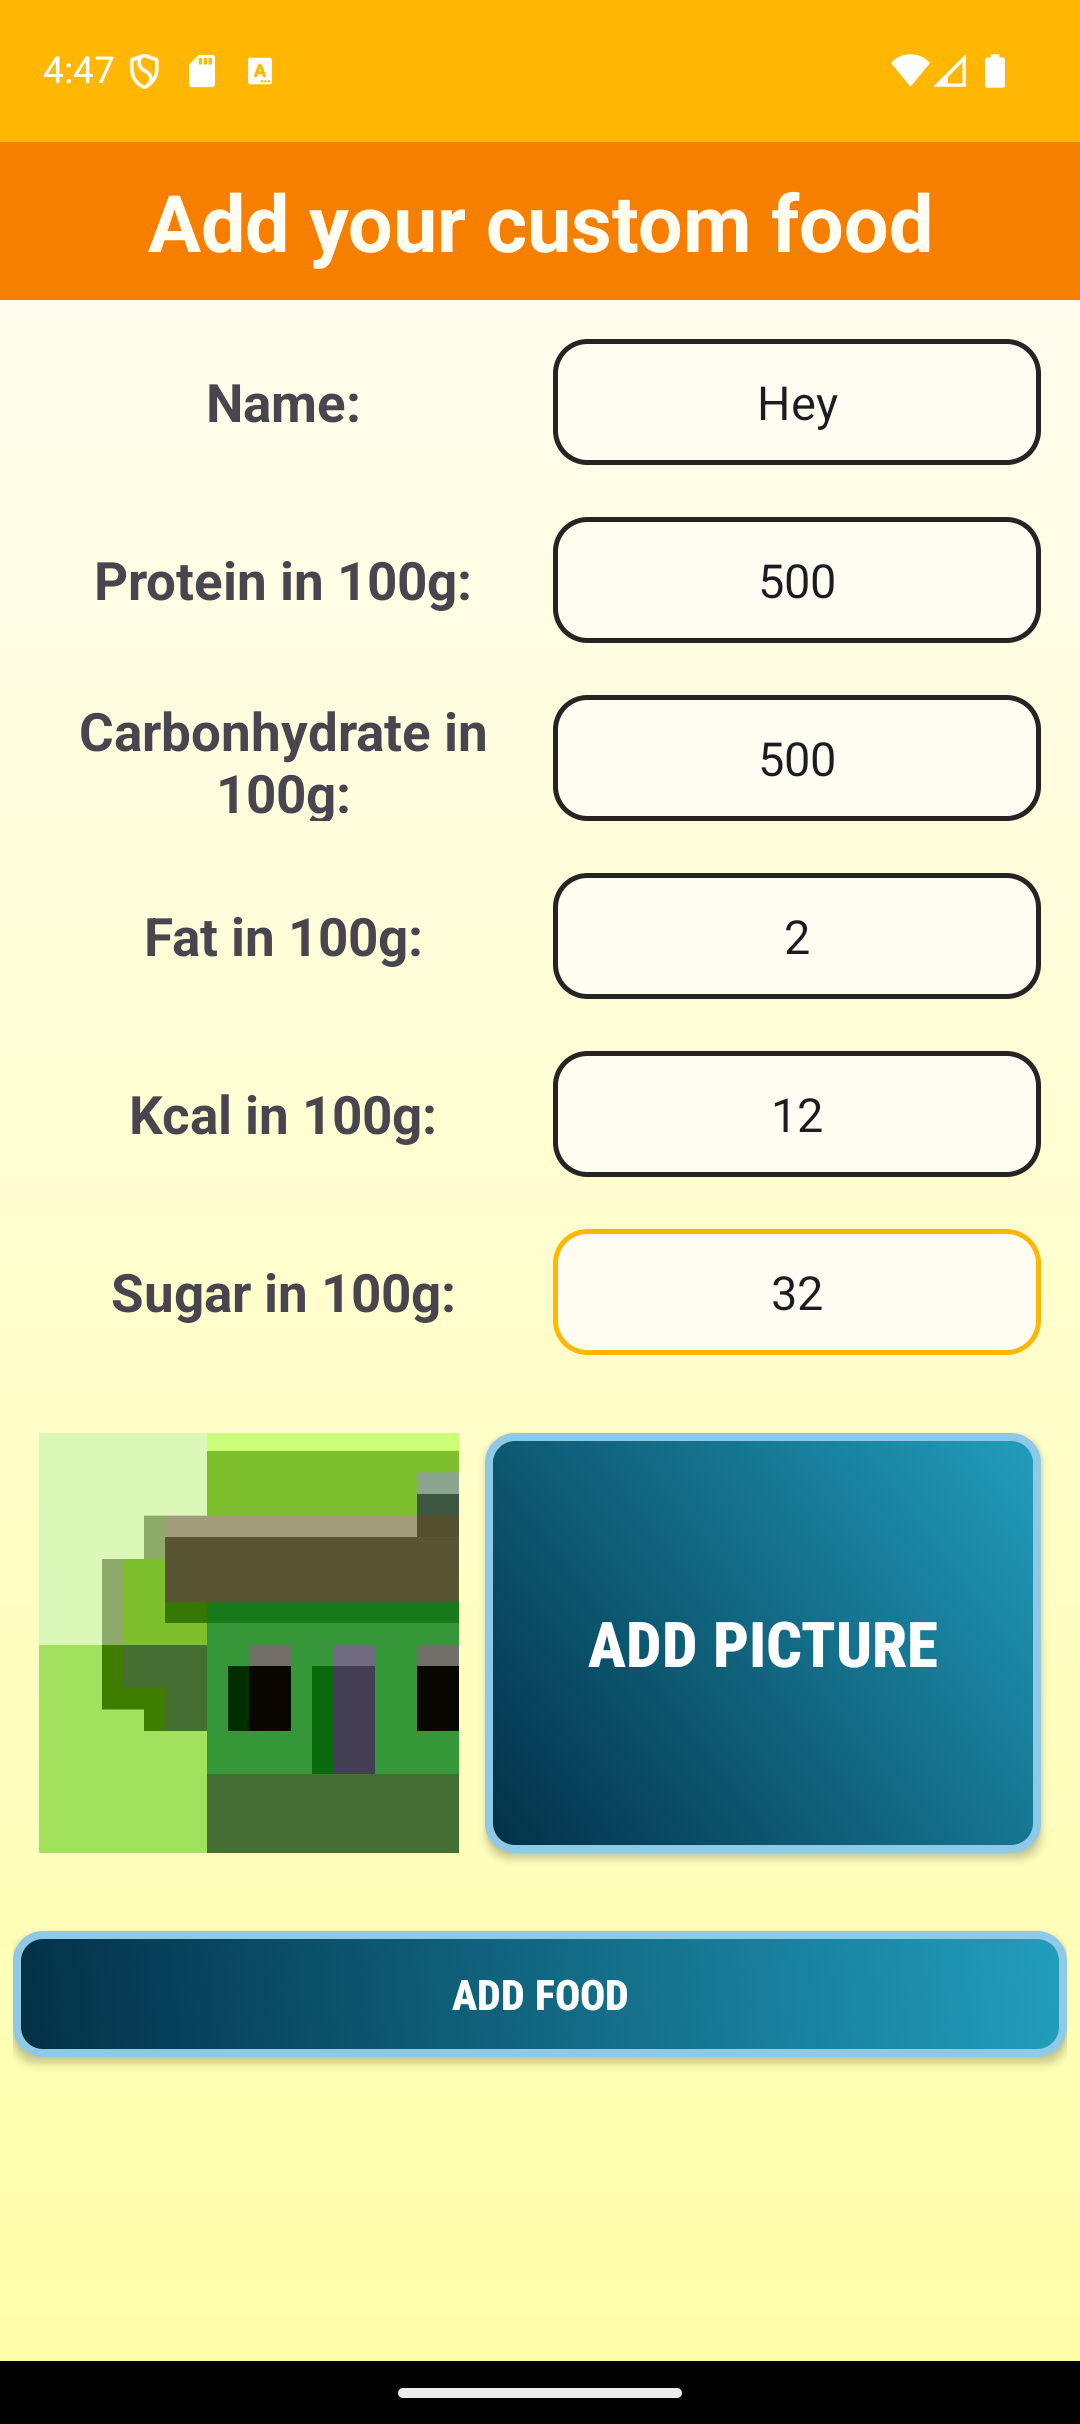 4:47
Add your custom food
Name:
Hey
Protein in 100g:
500
Carbonhydrate in
100g:
500
Fat in 100g:
2
Kcal in 100g:
12
Sugar in 100g:
32
ADD PICTURE
ADD FOOD